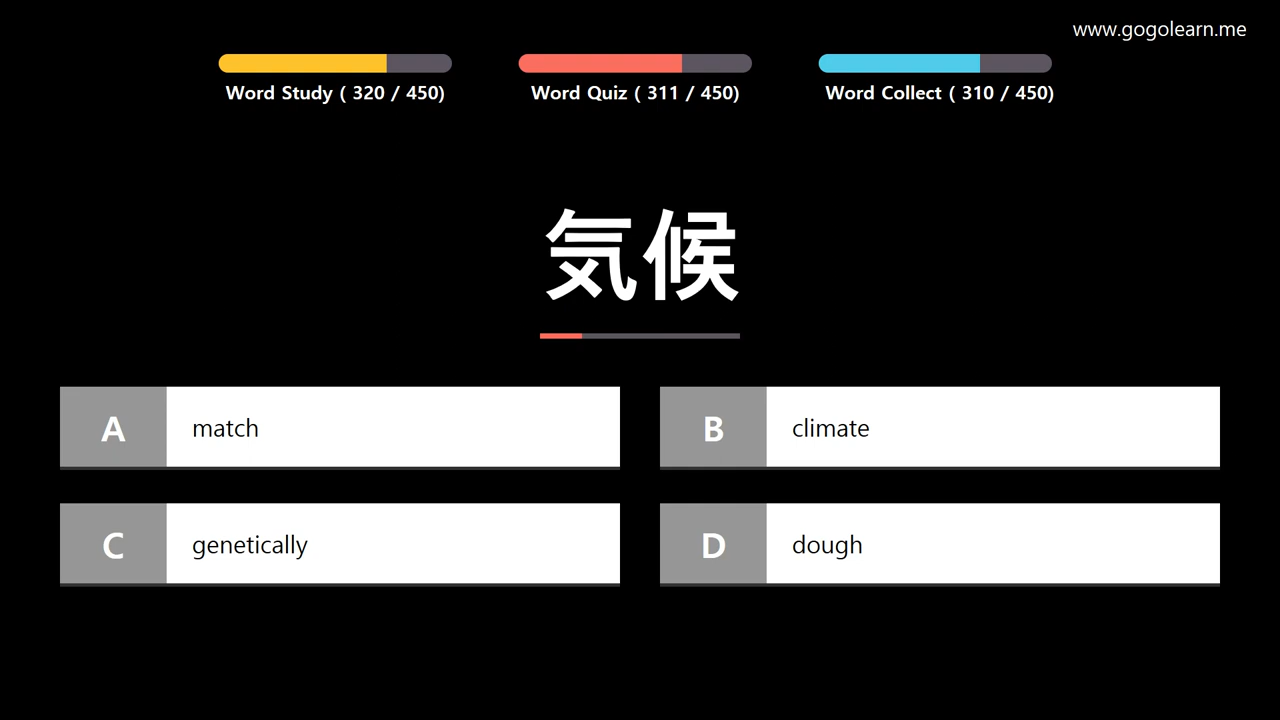 www.gogolearn.me
Word Study ( 320 / 450)
Word Quiz ( 311 / 450)
Word Collect ( 310 / 450)
気候
A match
B climate
C genetically
D dough